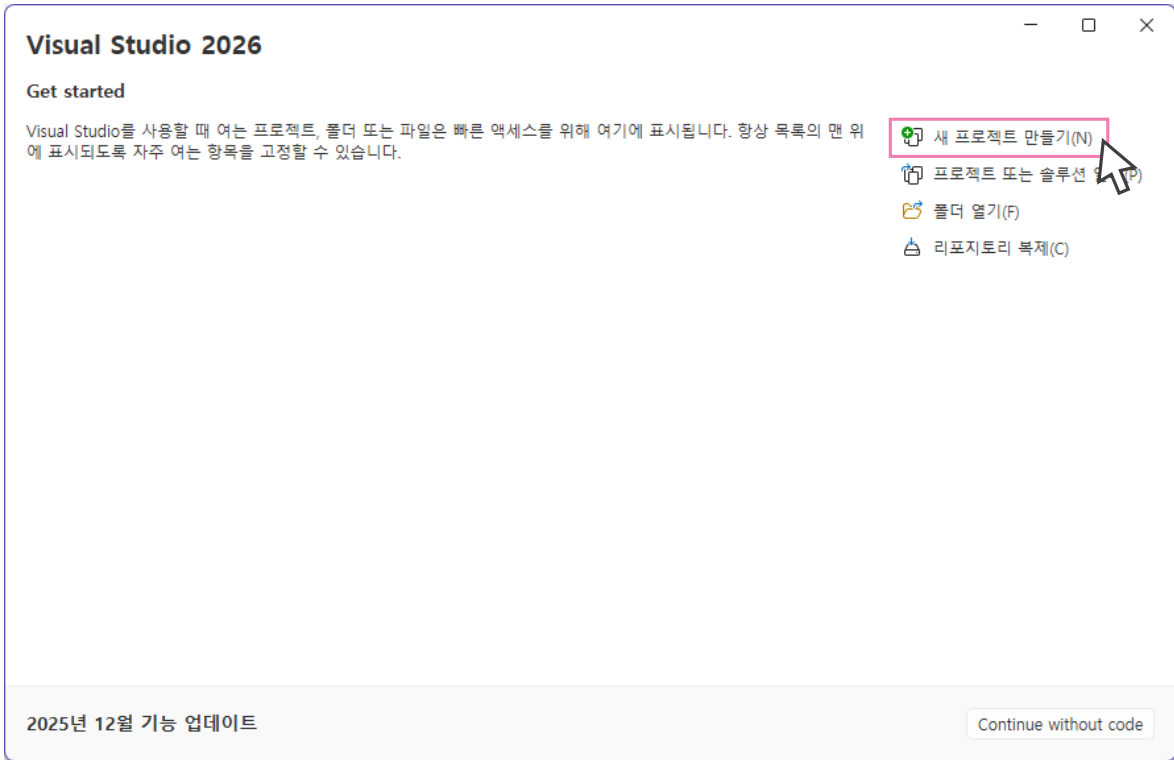 Visual Studio 2026
Get started
Visual Studio를 사용할 때 여는 프로젝트, 폴더 또는 파일은 빠른 액세스를 위해 여기에 표시됩니다. 항상 목록의 맨 위
에 표시되도록 자주 여는 항목을 고정할 수 있습니다.
새 프로젝트 만들기(N)
프로젝트 또는 솔루션 (P)
폴더 열기(F)
리포지토리 복제(C)
2025년 12월 기능 업데이트
Continue without code